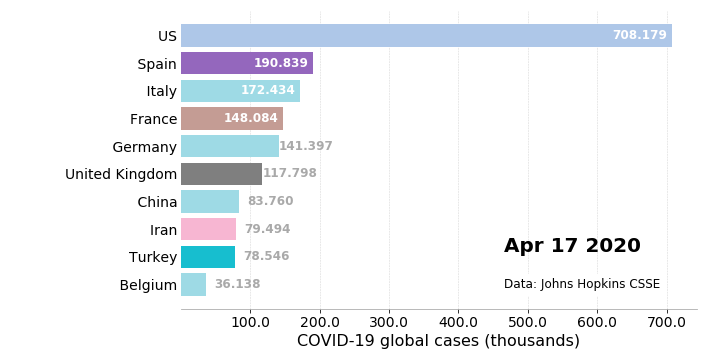 US 708.179
Spain 190.839
Italy 172.434
France 148.084
Germany 141.397
United Kingdom 117.798
China 83.760
Iran 79.494
Turkey 78.546
Belgium 36.138
Apr 17 2020
Data: Johns Hopkins CSSE
100.0 200.0 300.0 400.0 500.0 600.0 700.0
COVID-19 global cases (thousands)